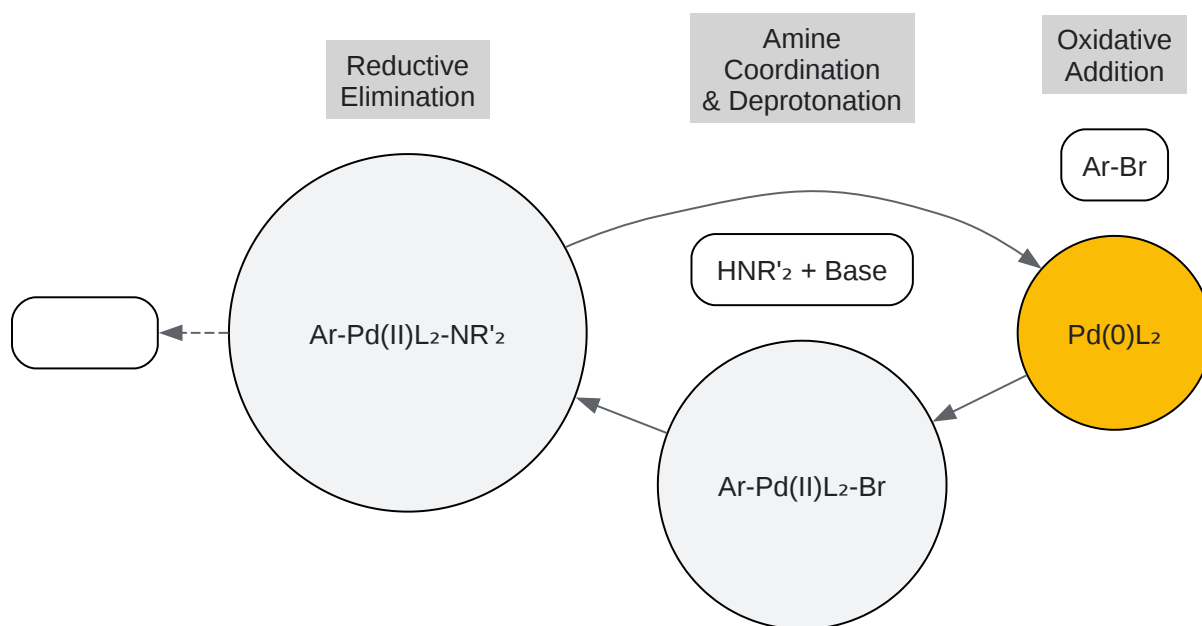 Reductive
Elimination
Amine
Coordination
& Deprotonation
Oxidative
Addition
Ar-Br
HNR'₂ + Base
Ar-Pd(II)L₂-NR'₂
Pd(0)L₂
Ar-Pd(II)L₂-Br